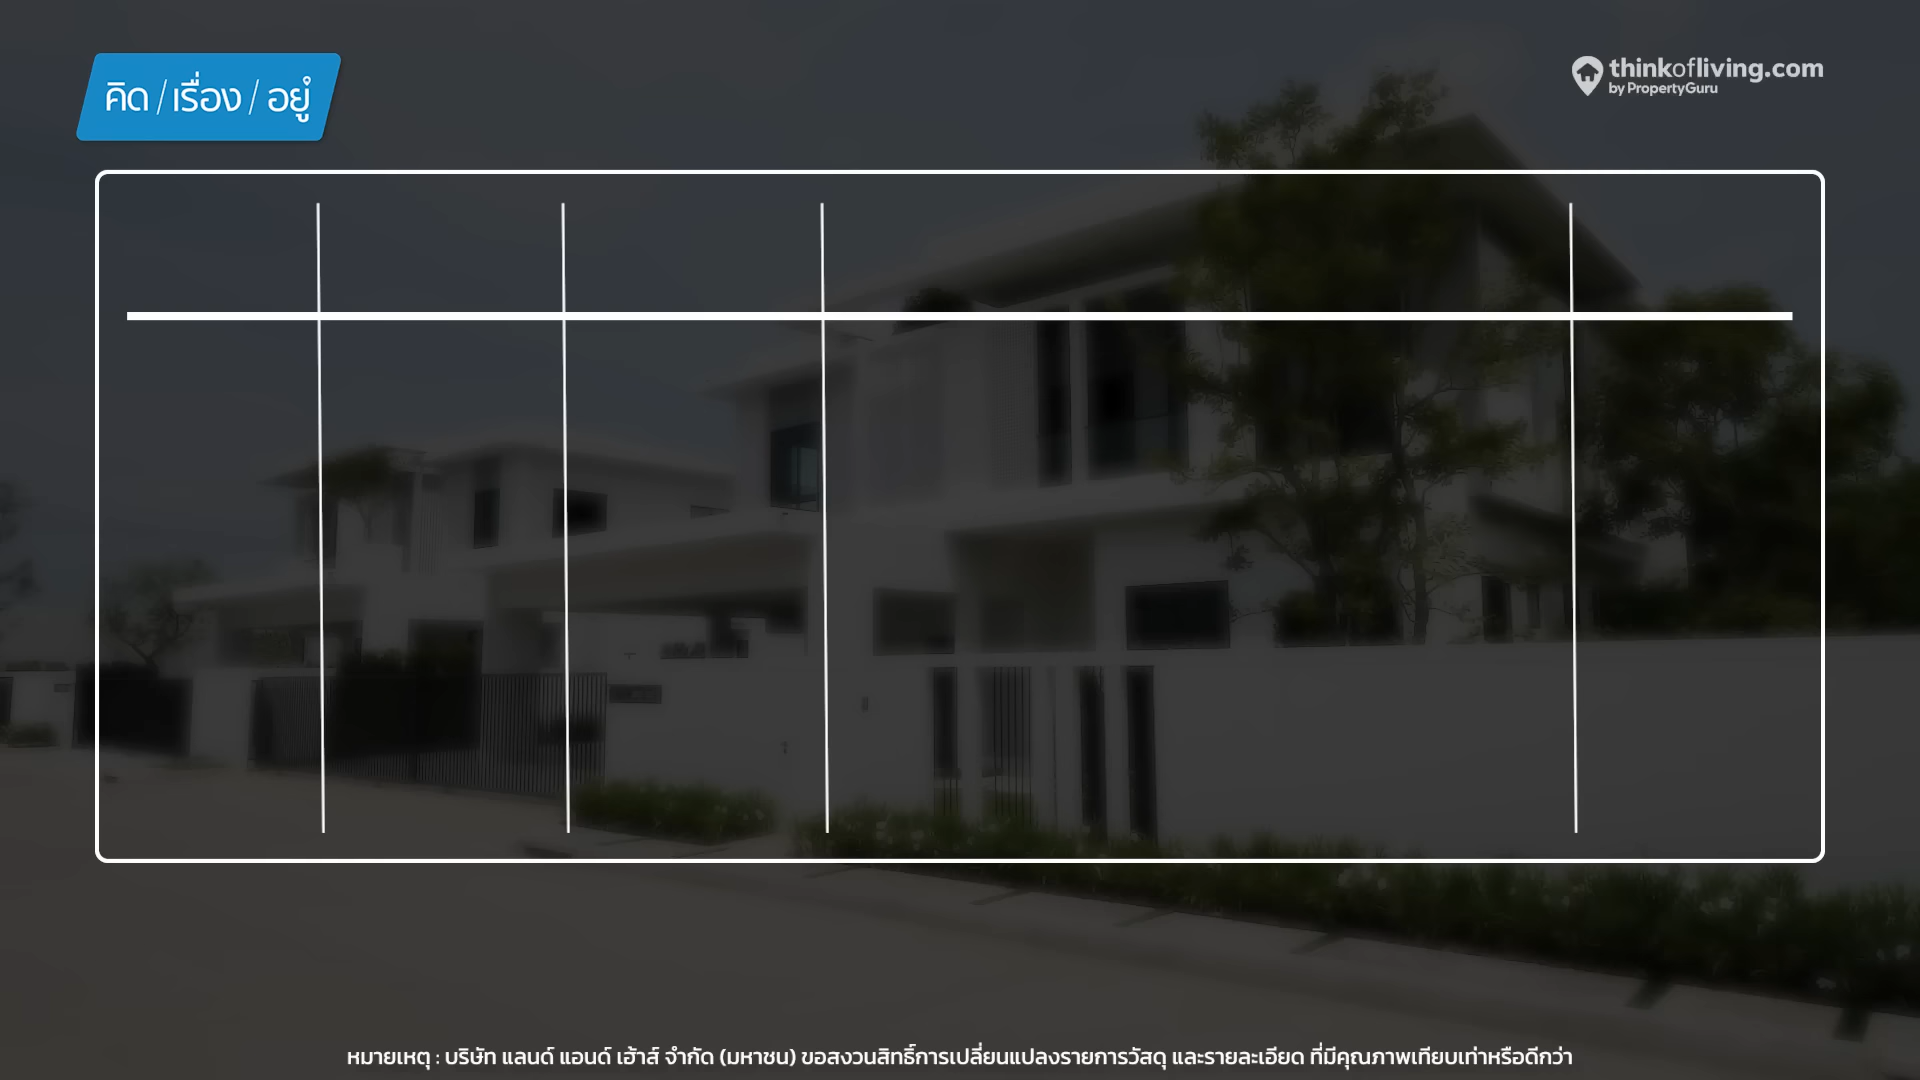 คิด / เรื่อง / อยู่
thinkofliving.com
by PropertyGuru
หมายเหตุ : บริษัท แลนด์ แอนด์ เฮ้าส์ จำกัด (มหาชน) ขอสงวนสิทธิ์การเปลี่ยนแปลงรายการวัสดุ และรายละเอียด ที่มีคุณภาพเทียบเท่าหรือดีกว่า